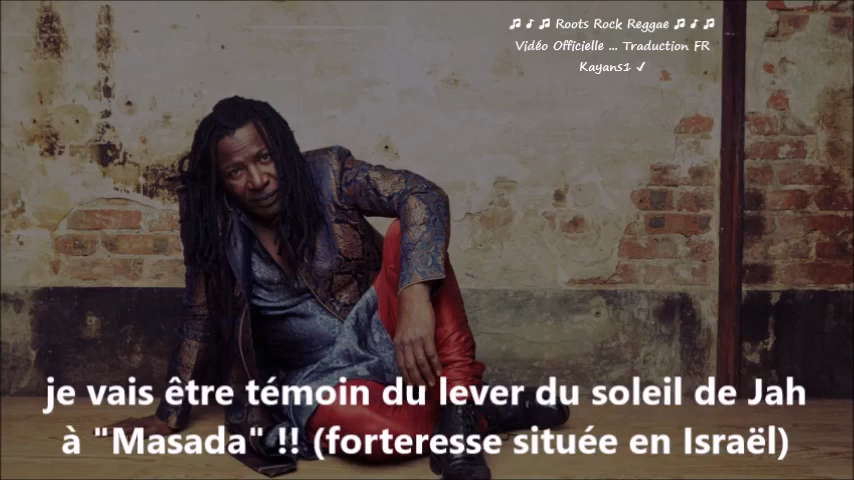 ♫ ♪ ♫ Roots Rock Reggae ♫ ♪ ♫
Vidéo Officielle ... Traduction FR
Kayans1 ✓
je vais être témoin du lever du soleil de Jah
à "Masada" !! (forteresse située en Israël)